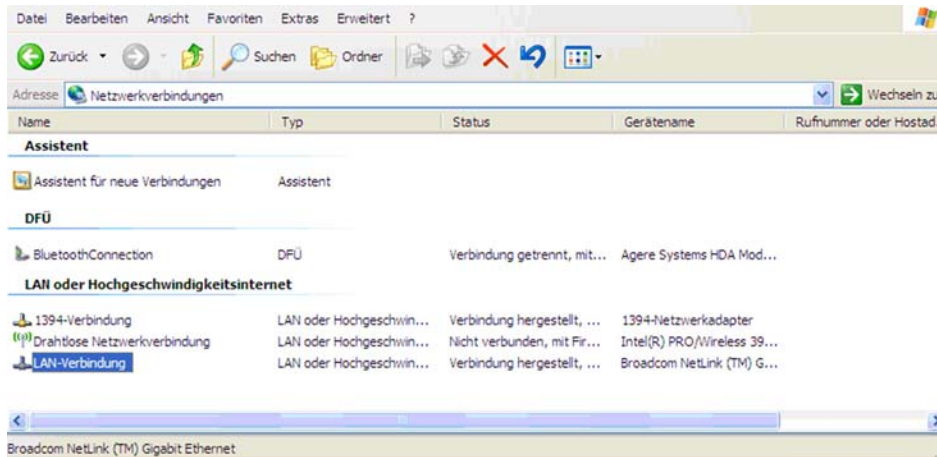 Datei Bearbeiten Ansicht Favoriten Extras Erweitert ?
Zurück Suchen Ordner
Adresse Netzwerkverbindungen Wechseln zu
Name Typ Status Gerätename Rufnummer oder Hostad
Assistent
Assistent für neue Verbindungen Assistent
DFÜ
BluetoothConnection DFÜ Verbindung getrennt, mit... Agere Systems HDA Mod...
LAN oder Hochgeschwindigkeitsinternet
1394-Verbindung LAN oder Hochgeschwin... Verbindung hergestellt, ... 1394-Netzwerkadapter
Drahtlose Netzwerkverbindung LAN oder Hochgeschwin... Nicht verbunden, mit Fir... Intel(R) PRO/Wireless 39...
LAN-Verbindung LAN oder Hochgeschwin... Verbindung hergestellt, ... Broadcom NetLink (TM) G...
Broadcom NetLink (TM) Gigabit Ethernet